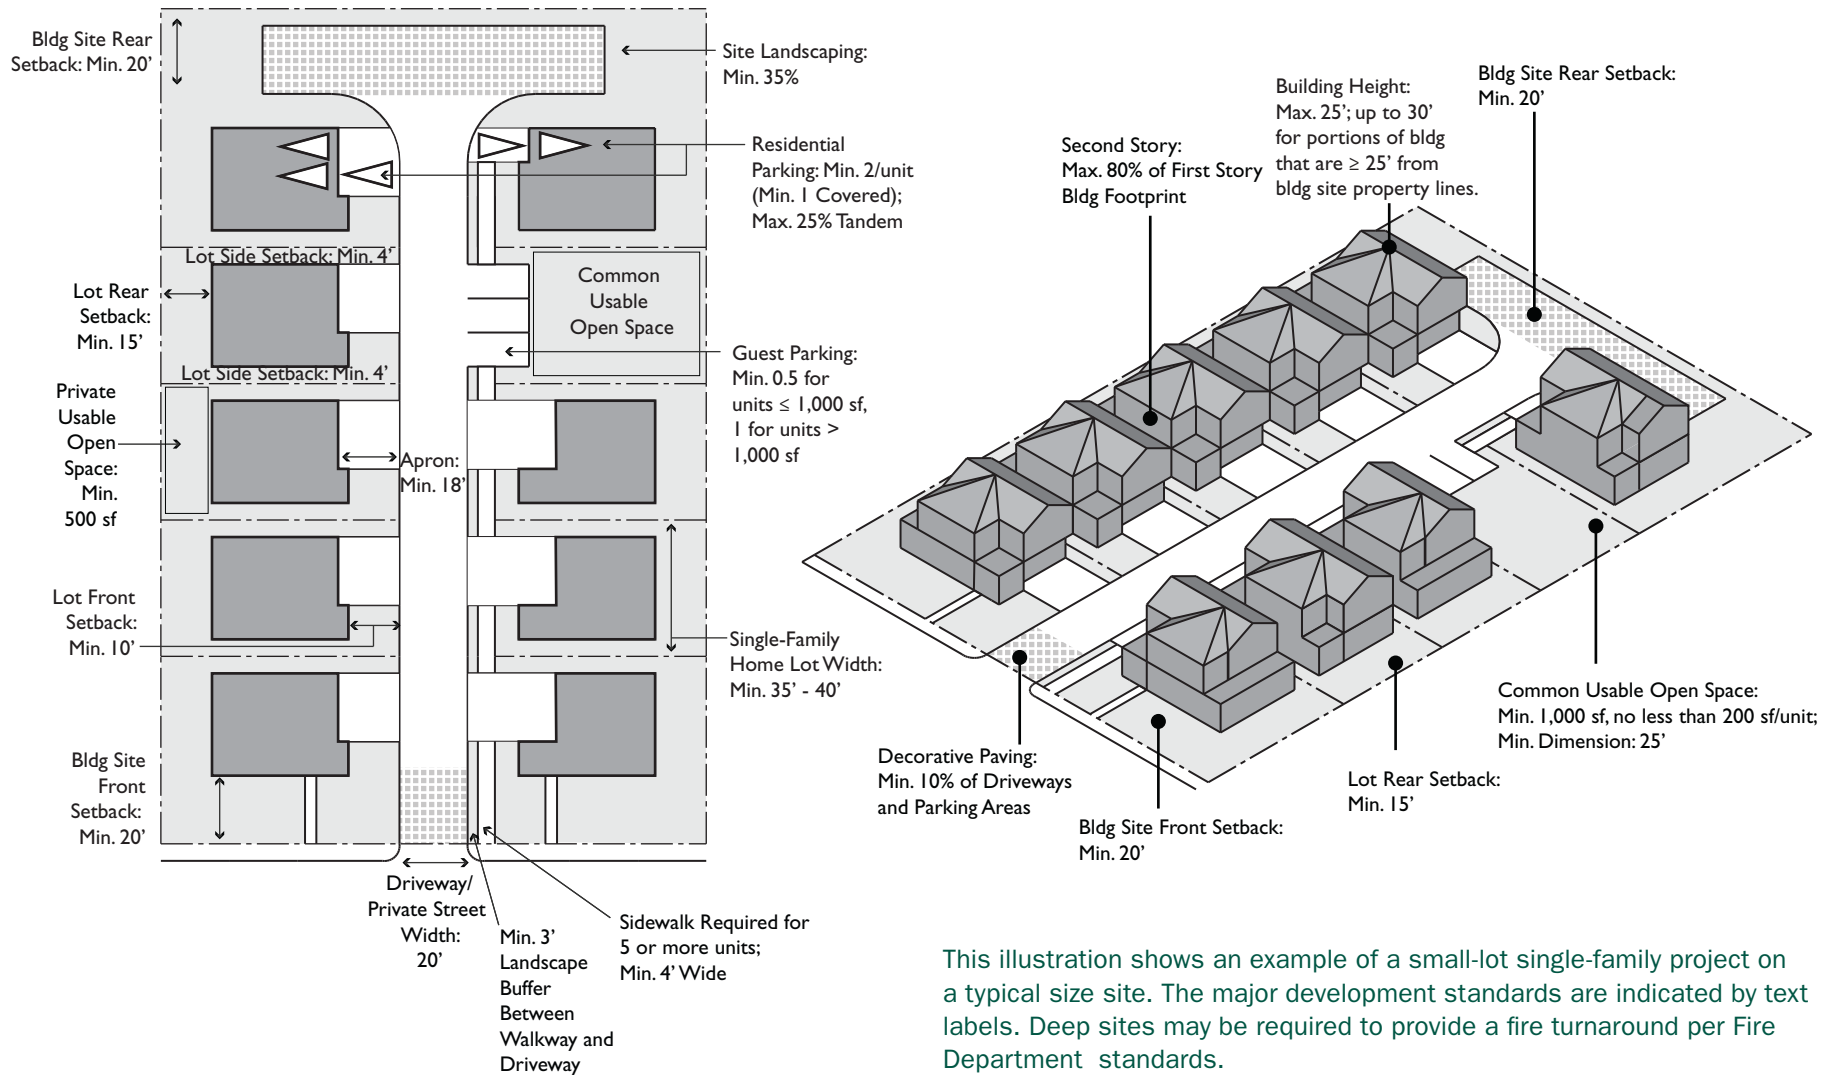 Bldg Site Rear
Setback: Min. 20’
Site Landscaping:
Min. 35%
Residential
Parking: Min. 2/unit
(Min. 1 Covered);
Max. 25% Tandem
Lot Side Setback: Min. 4’
Lot Rear
Setback:
Min. 15’
Common
Usable
Open Space
Lot Side Setback: Min. 4’
Guest Parking:
Min. 0.5 for
units ≤ 1,000 sf,
1 for units >
1,000 sf
Private
Usable
Open
Space:
Min.
500 sf
Apron:
Min. 18’
Lot Front
Setback:
Min. 10’
Single-Family
Home Lot Width:
Min. 35’ - 40’
Bldg Site
Front
Setback:
Min. 20’
Driveway/
Private Street
Width:
20’
Min. 3’
Landscape
Buffer
Between
Walkway and
Driveway
Sidewalk Required for
5 or more units;
Min. 4’ Wide
Second Story:
Max. 80% of First Story
Bldg Footprint
Building Height:
Max. 25’; up to 30’
for portions of bldg
that are ≥ 25’ from
bldg site property lines.
Bldg Site Rear Setback:
Min. 20’
Decorative Paving:
Min. 10% of Driveways
and Parking Areas
Bldg Site Front Setback:
Min. 20’
Lot Rear Setback:
Min. 15’
Common Usable Open Space:
Min. 1,000 sf, no less than 200 sf/unit;
Min. Dimension: 25’
This illustration shows an example of a small-lot single-family project on
a typical size site. The major development standards are indicated by text
labels. Deep sites may be required to provide a fire turnaround per Fire
Department standards.